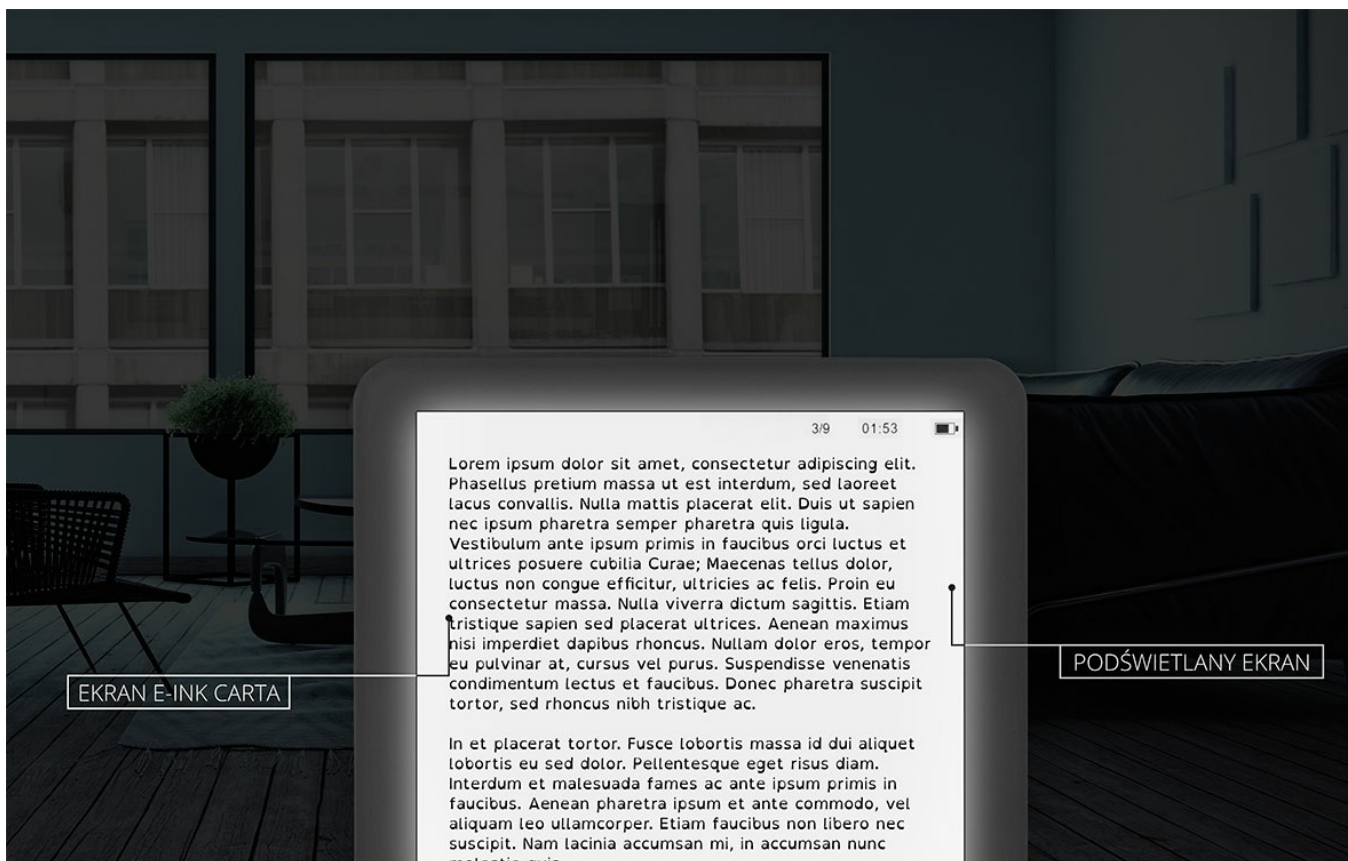 3/9 01:53
Lorem ipsum dolor sit amet, consectetur adipiscing elit.
Phasellus pretium massa ut est interdum, sed laoreet
lacus convallis. Nulla mattis placerat elit. Duis ut sapien
nec ipsum pharetra semper pharetra quis ligula.
Vestibulum ante ipsum primis in faucibus orci luctus et
ultrices posuere cubilia Curae; Maecenas tellus dolor,
luctus non congue efficitur, ultricies ac felis. Proin eu
consectetur massa. Nulla viverra dictum sagittis. Etiam
tristique sapien sed placerat ultrices. Aenean maximus
nisi imperdiet dapibus rhoncus. Nullam dolor eros, tempor
eu pulvinar at, cursus vel purus. Suspendisse venenatis
condimentum lectus et faucibus. Donec pharetra suscipit
tortor, sed rhoncus nibh tristique ac.
In et placerat tortor. Fusce lobortis massa id dui aliquet
lobortis eu sed dolor. Pellentesque eget risus diam.
Interdum et malesuada fames ac ante ipsum primis in
faucibus. Aenean pharetra ipsum et ante commodo, vel
aliquam leo ullamcorper. Etiam faucibus non libero nec
suscipit. Nam lacinia accumsan mi, in accumsan nunc
EKRAN E-INK CARTA
PODŚWIETLANY EKRAN